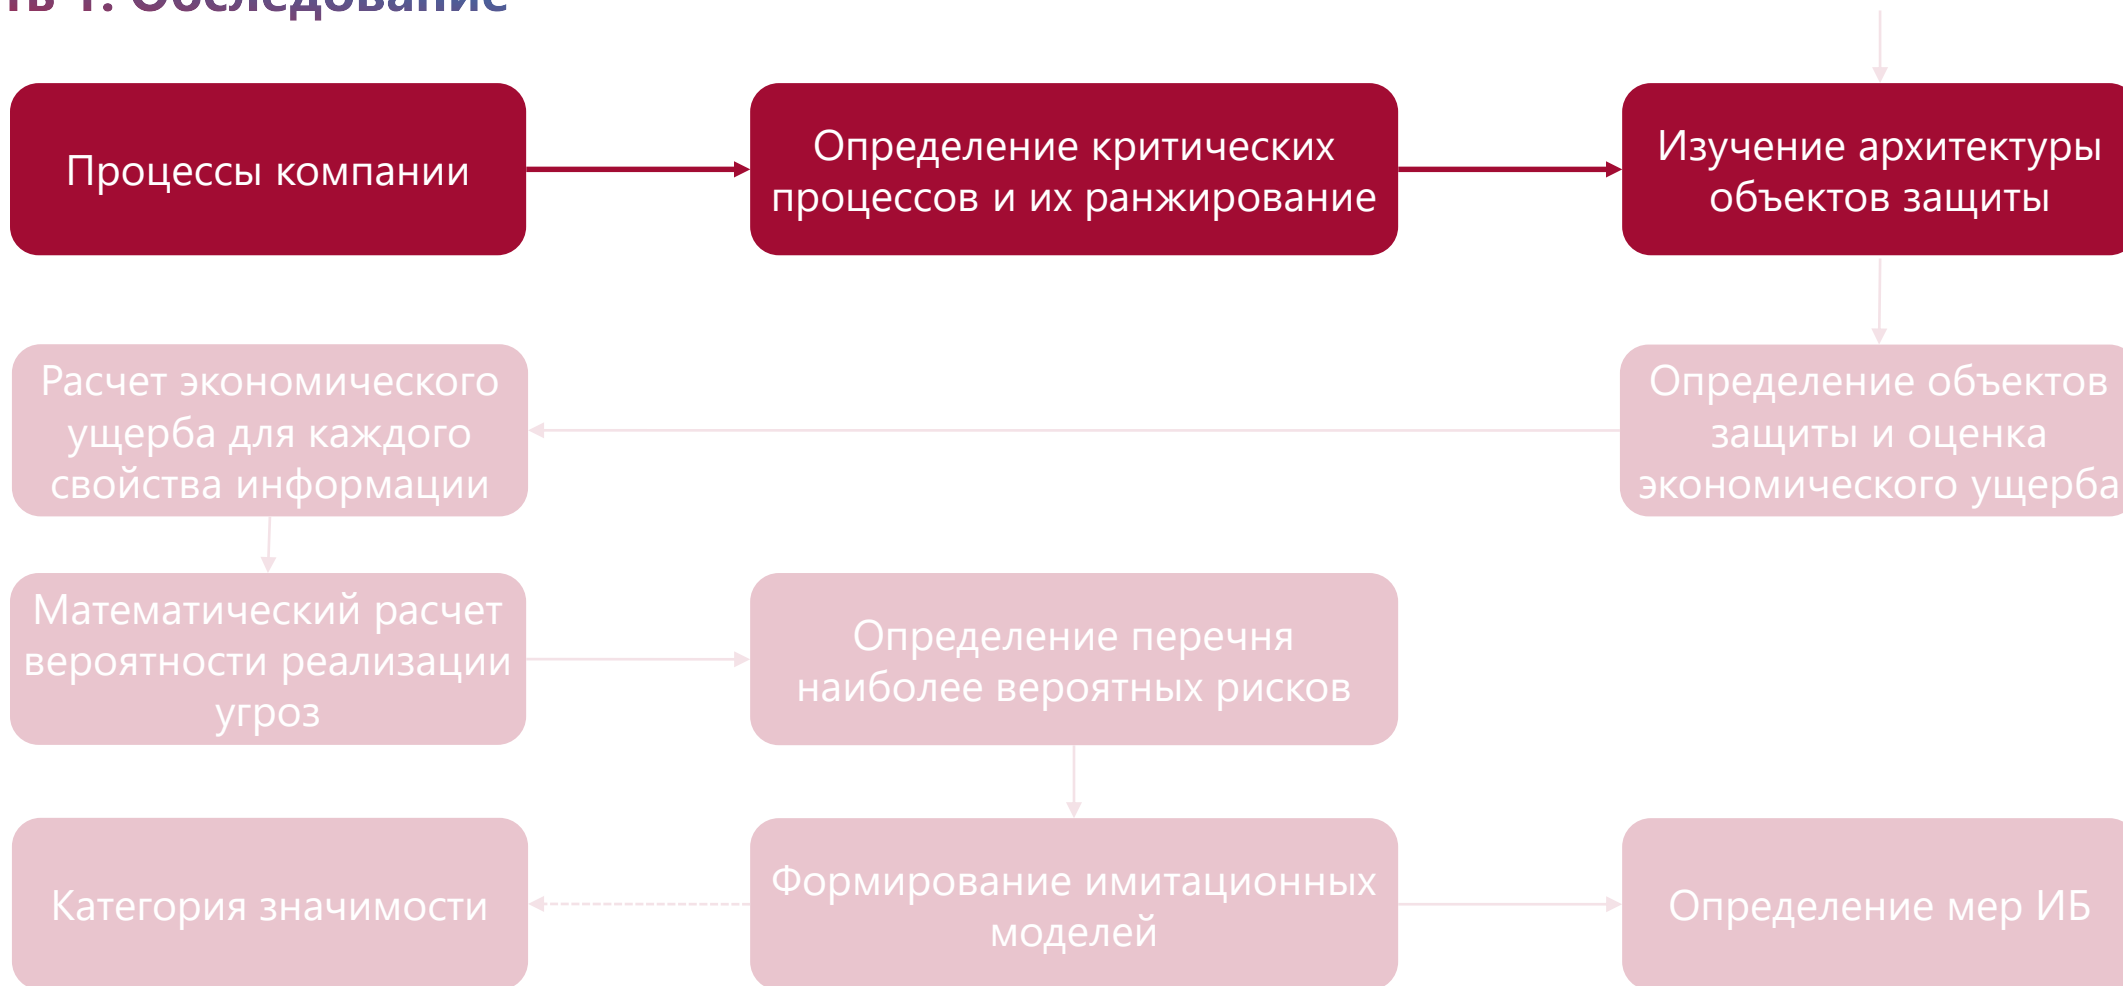 1. Обследование
Процессы компании
Определение критических
процессов и их ранжирование
Изучение архитектуры
объектов защиты
Расчет экономического
ущерба для каждого
свойства информации
Определение объектов
защиты и оценка
экономического ущерба
Математический расчет
вероятности реализации
угроз
Определение перечня
наиболее вероятных рисков
Категория значимости
Формирование имитационных
моделей
Определение мер ИБ